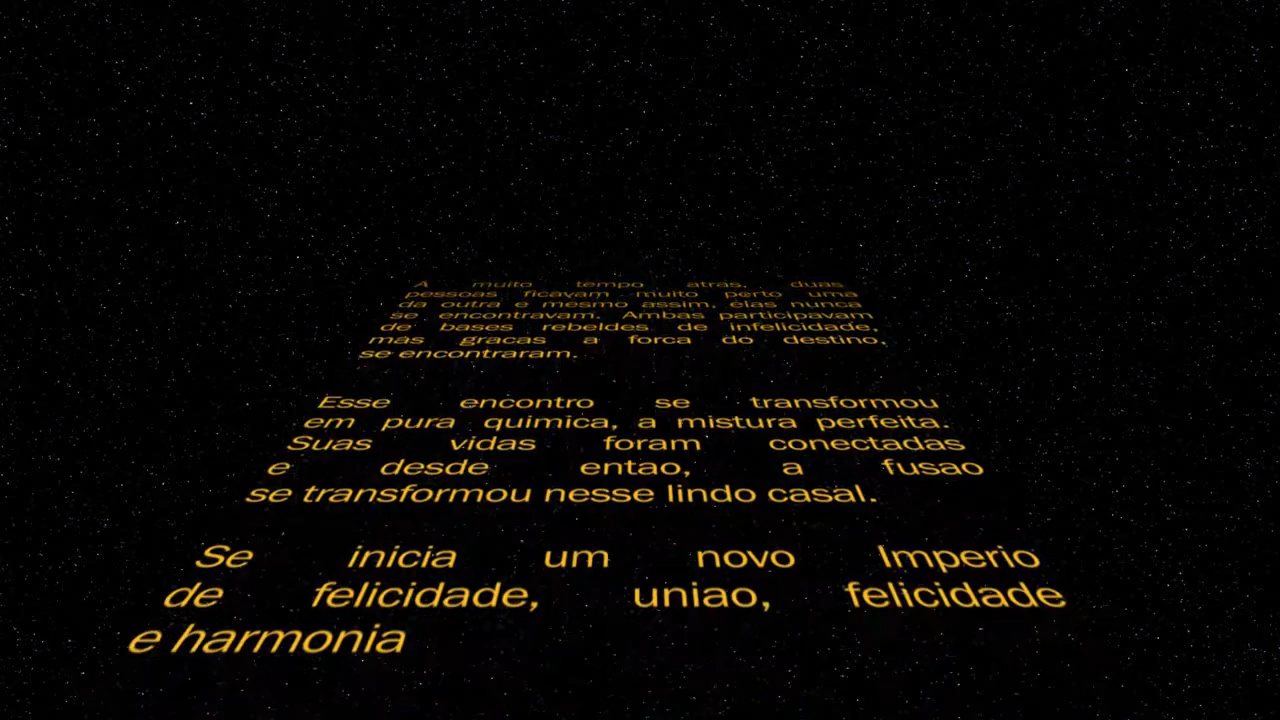 A muito tempo atras, duas
pessoas ficavam muito perto uma
da outra e mesmo assim, elas nunca
se encontravam. Ambas participavam
de bases rebeldes de infelicidade,
mas gracas a forca do destino,
se encontraram.
Esse encontro se transformou
em pura quimica, a mistura perfeita.
Suas vidas foram conectadas
e desde entao, a fusao
se transformou nesse lindo casal.
Se inicia um novo Imperio
de felicidade, uniao, felicidade
e harmonia